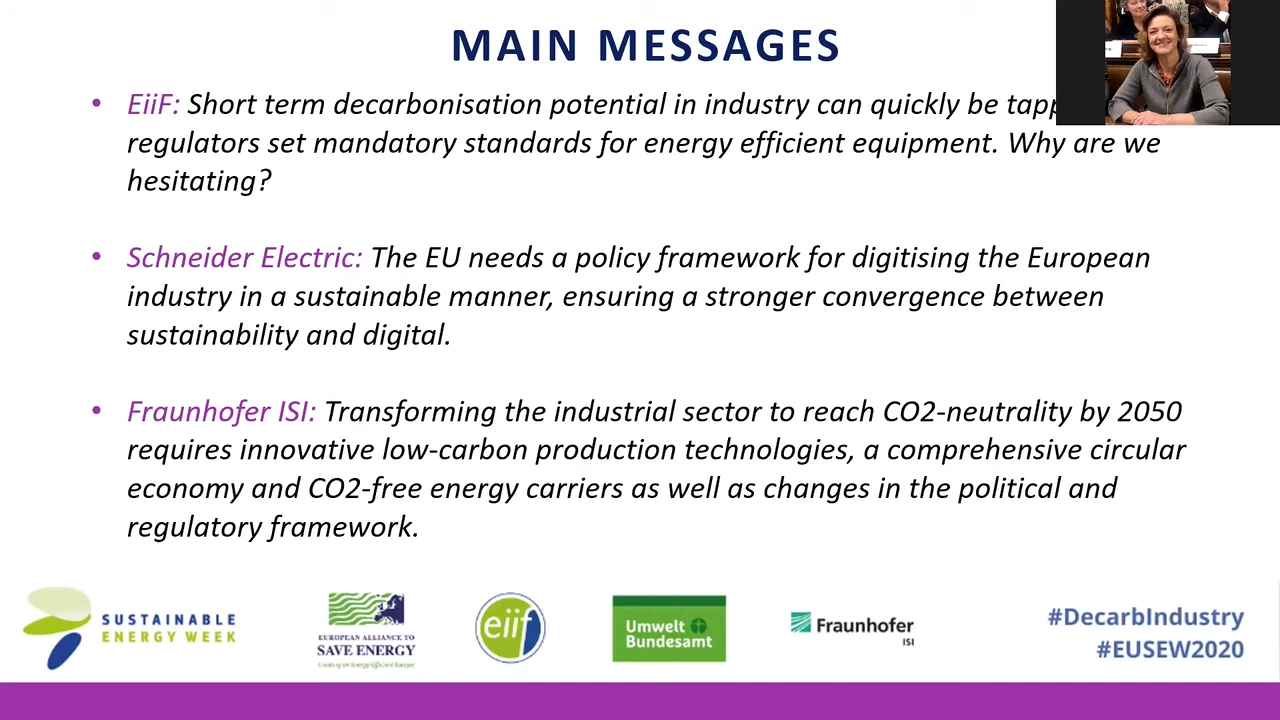 MAIN MESSAGES
• EiiF: Short term decarbonisation potential in industry can quickly be
regulators set mandatory standards for energy efficient equipment. Why are we
hesitating?
• Schneider Electric: The EU needs a policy framework for digitising the European
industry in a sustainable manner, ensuring a stronger convergence between
sustainability and digital.
• Fraunhofer ISI: Transforming the industrial sector to reach CO2-neutrality by 2050
requires innovative low-carbon production technologies, a comprehensive circular
economy and CO2-free energy carriers as well as changes in the political and
regulatory framework.
SUSTAINABLE
ENERGY WEEK
EUROPEAN ALLIANCE TO
SAVE ENERGY
Creating an Energy-efficient Europe
eiif
Umwelt
Bundesamt
Fraunhofer
ISI
#DecarbIndustry
#EUSEW2020